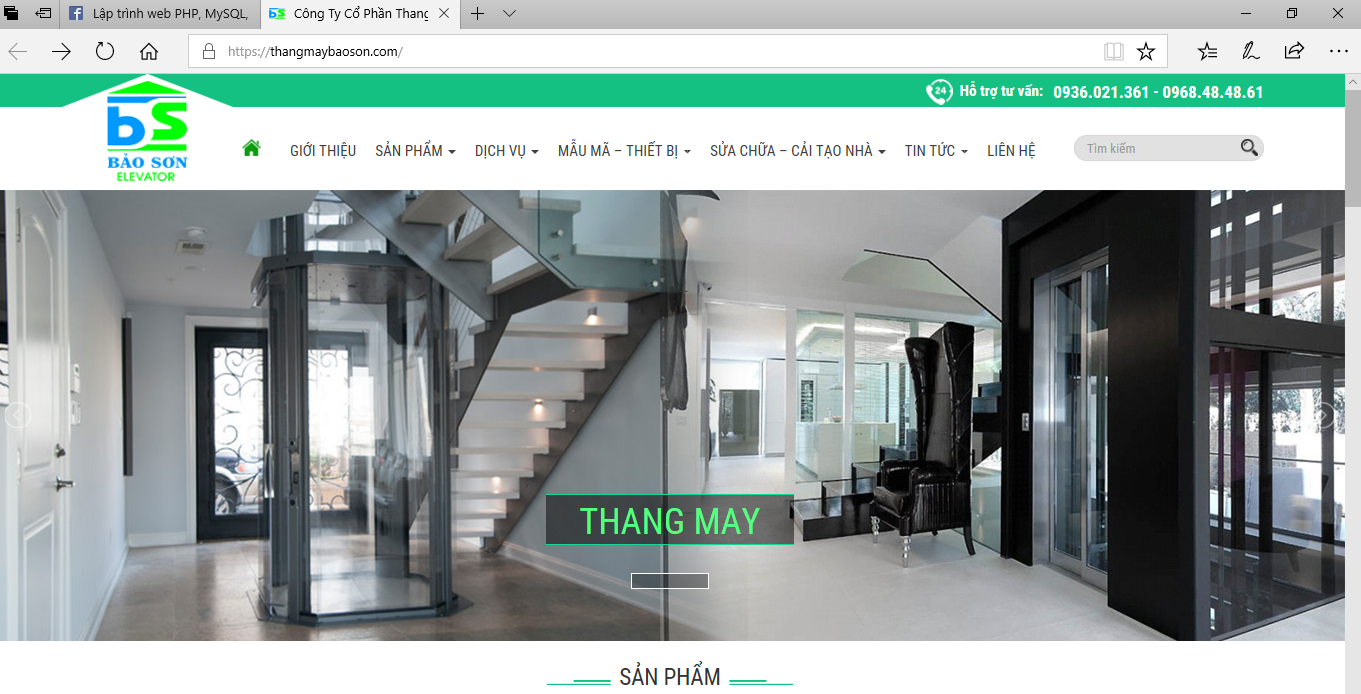 Lập trình web PHP, MySQL,
Công Ty Cổ Phần Thang
https://thangmaybaoson.com/
24 Hỗ trợ tư vấn: 0936.021.361 - 0968.48.48.61
bs
BẢO SƠN
ELEVATOR
GIỚI THIỆU SẢN PHẨM DỊCH VỤ MẪU MÃ – THIẾT BỊ SỬA CHỮA – CẢI TẠO NHÀ TIN TỨC LIÊN HỆ Tìm kiếm
THANG MAY
SẢN PHẨM